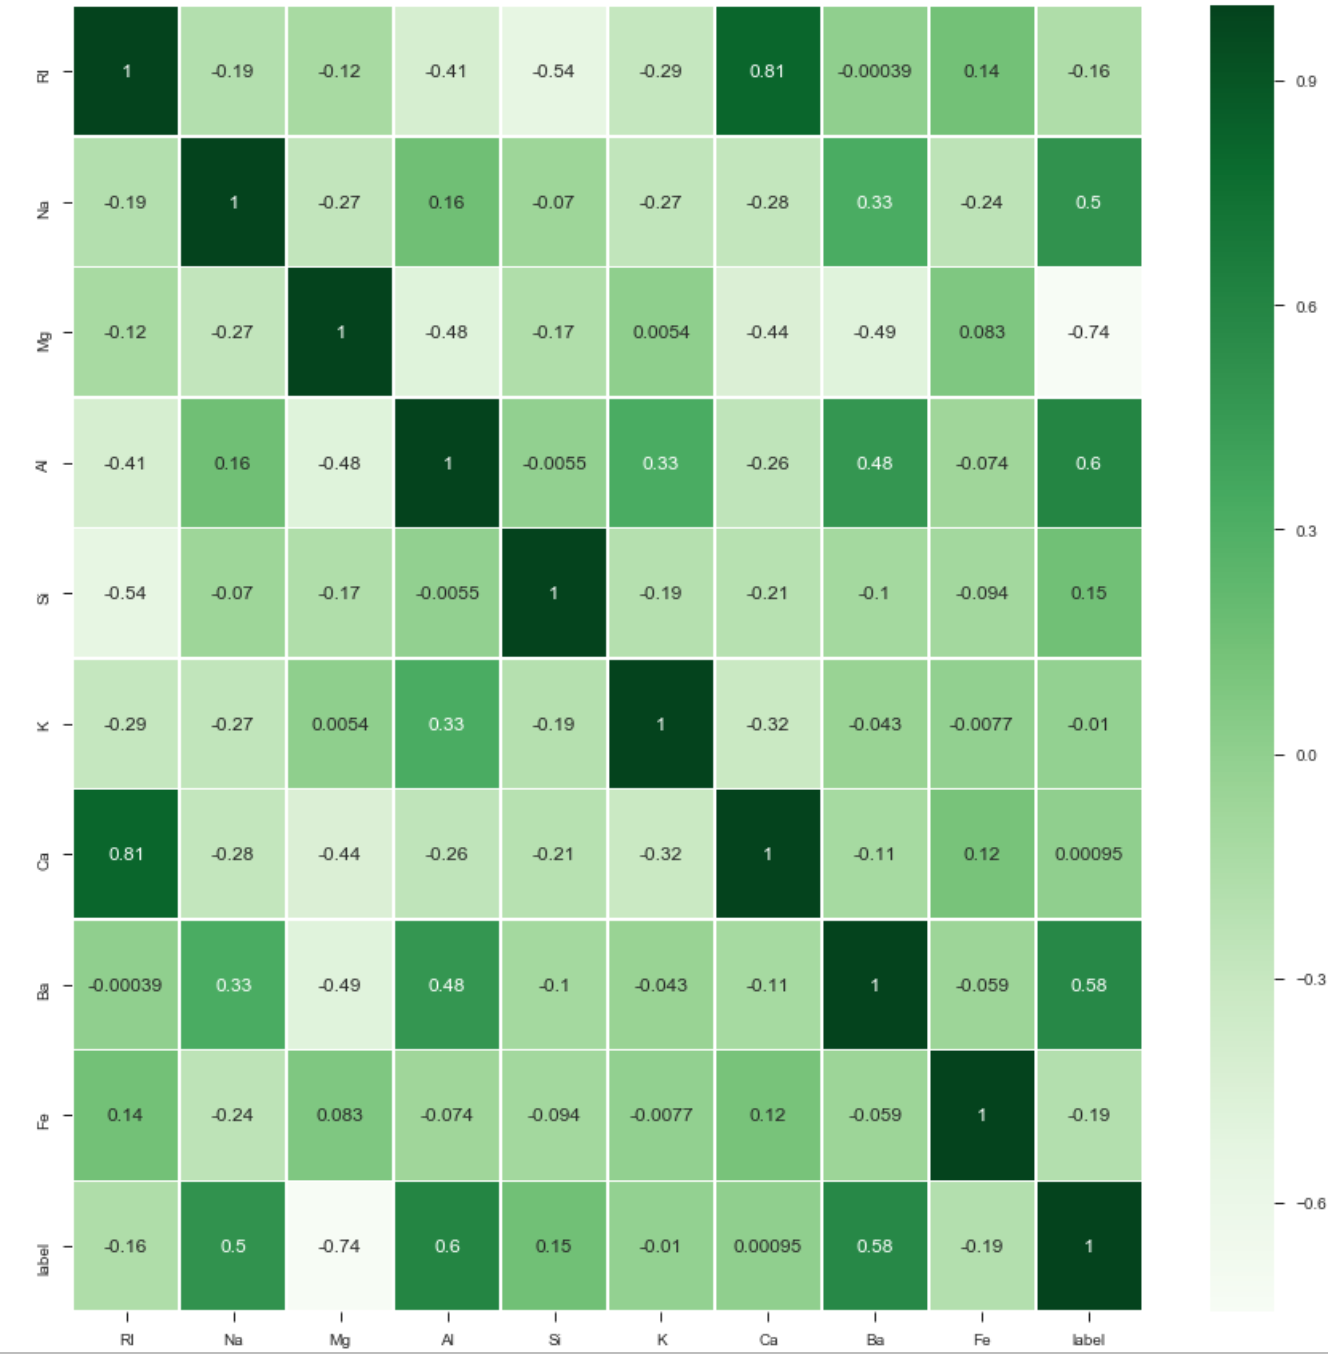 RI 1 -0.19 -0.12 -0.41 -0.54 -0.29 0.81 -0.00039 0.14 -0.16
Na -0.19 1 -0.27 0.16 -0.07 -0.27 -0.28 0.33 -0.24 0.5
Mg -0.12 -0.27 1 -0.48 -0.17 0.0054 -0.44 -0.49 0.083 -0.74
Al -0.41 0.16 -0.48 1 -0.0055 0.33 -0.26 0.48 -0.074 0.6
Si -0.54 -0.07 -0.17 -0.0055 1 -0.19 -0.21 -0.1 -0.094 0.15
K -0.29 -0.27 0.0054 0.33 -0.19 1 -0.32 -0.043 -0.0077 -0.01
Ca 0.81 -0.28 -0.44 -0.26 -0.21 -0.32 1 -0.11 0.12 0.00095
Ba -0.00039 0.33 -0.49 0.48 -0.1 -0.043 -0.11 1 -0.059 0.58
Fe 0.14 -0.24 0.083 -0.074 -0.094 -0.0077 0.12 -0.059 1 -0.19
label -0.16 0.5 -0.74 0.6 0.15 -0.01 0.00095 0.58 -0.19 1
RI Na Mg Al Si K Ca Ba Fe label
0.9
0.6
0.3
0.0
−0.3
−0.6